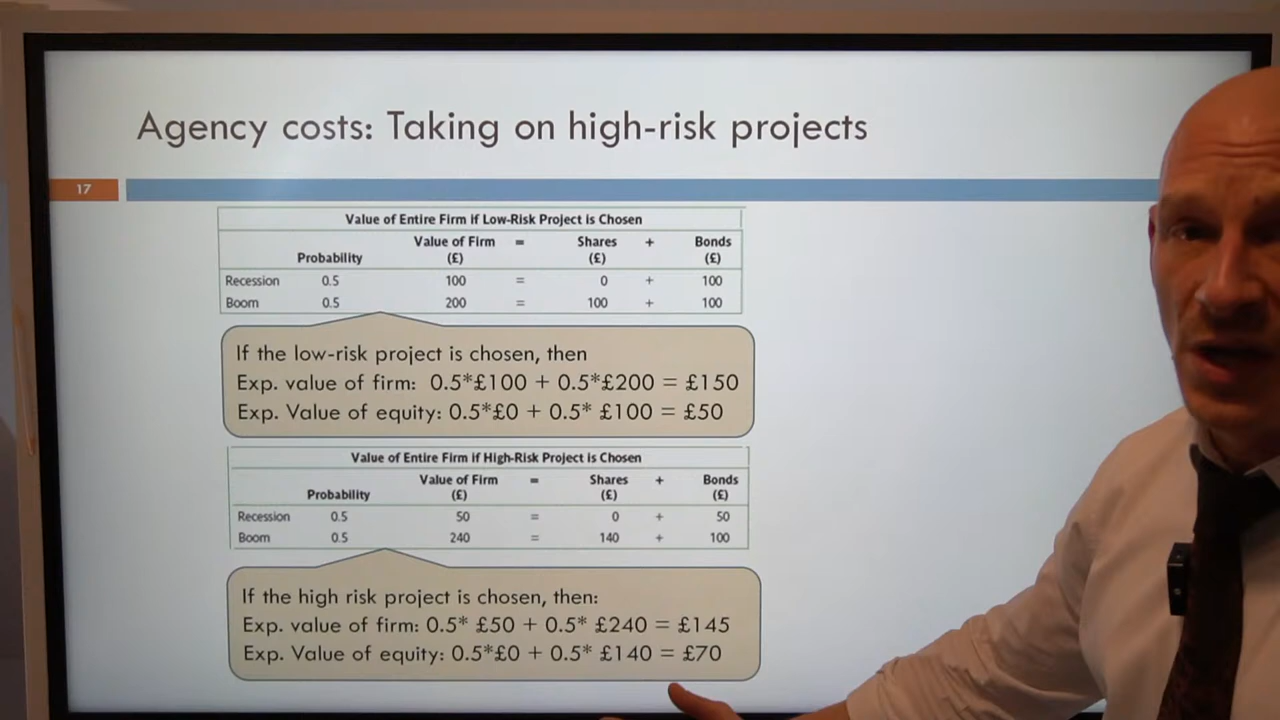 Agency costs: Taking on high-risk projects
17
Value of Entire Firm if Low-Risk Project is Chosen
Value of Firm = Shares + Bonds
Probability (£) (£) (£)
Recession 0.5 100 = 0 + 100
Boom 0.5 200 = 100 + 100
If the low-risk project is chosen, then
Exp. value of firm: 0.5*£100 + 0.5*£200 = £150
Exp. Value of equity: 0.5*£0 + 0.5* £100 = £50
Value of Entire Firm if High-Risk Project is Chosen
Value of Firm = Shares + Bonds
Probability (£) (£) (£)
Recession 0.5 50 = 0 + 50
Boom 0.5 240 = 140 + 100
If the high risk project is chosen, then:
Exp. value of firm: 0.5* £50 + 0.5* £240 = £145
Exp. Value of equity: 0.5*£0 + 0.5* £140 = £70